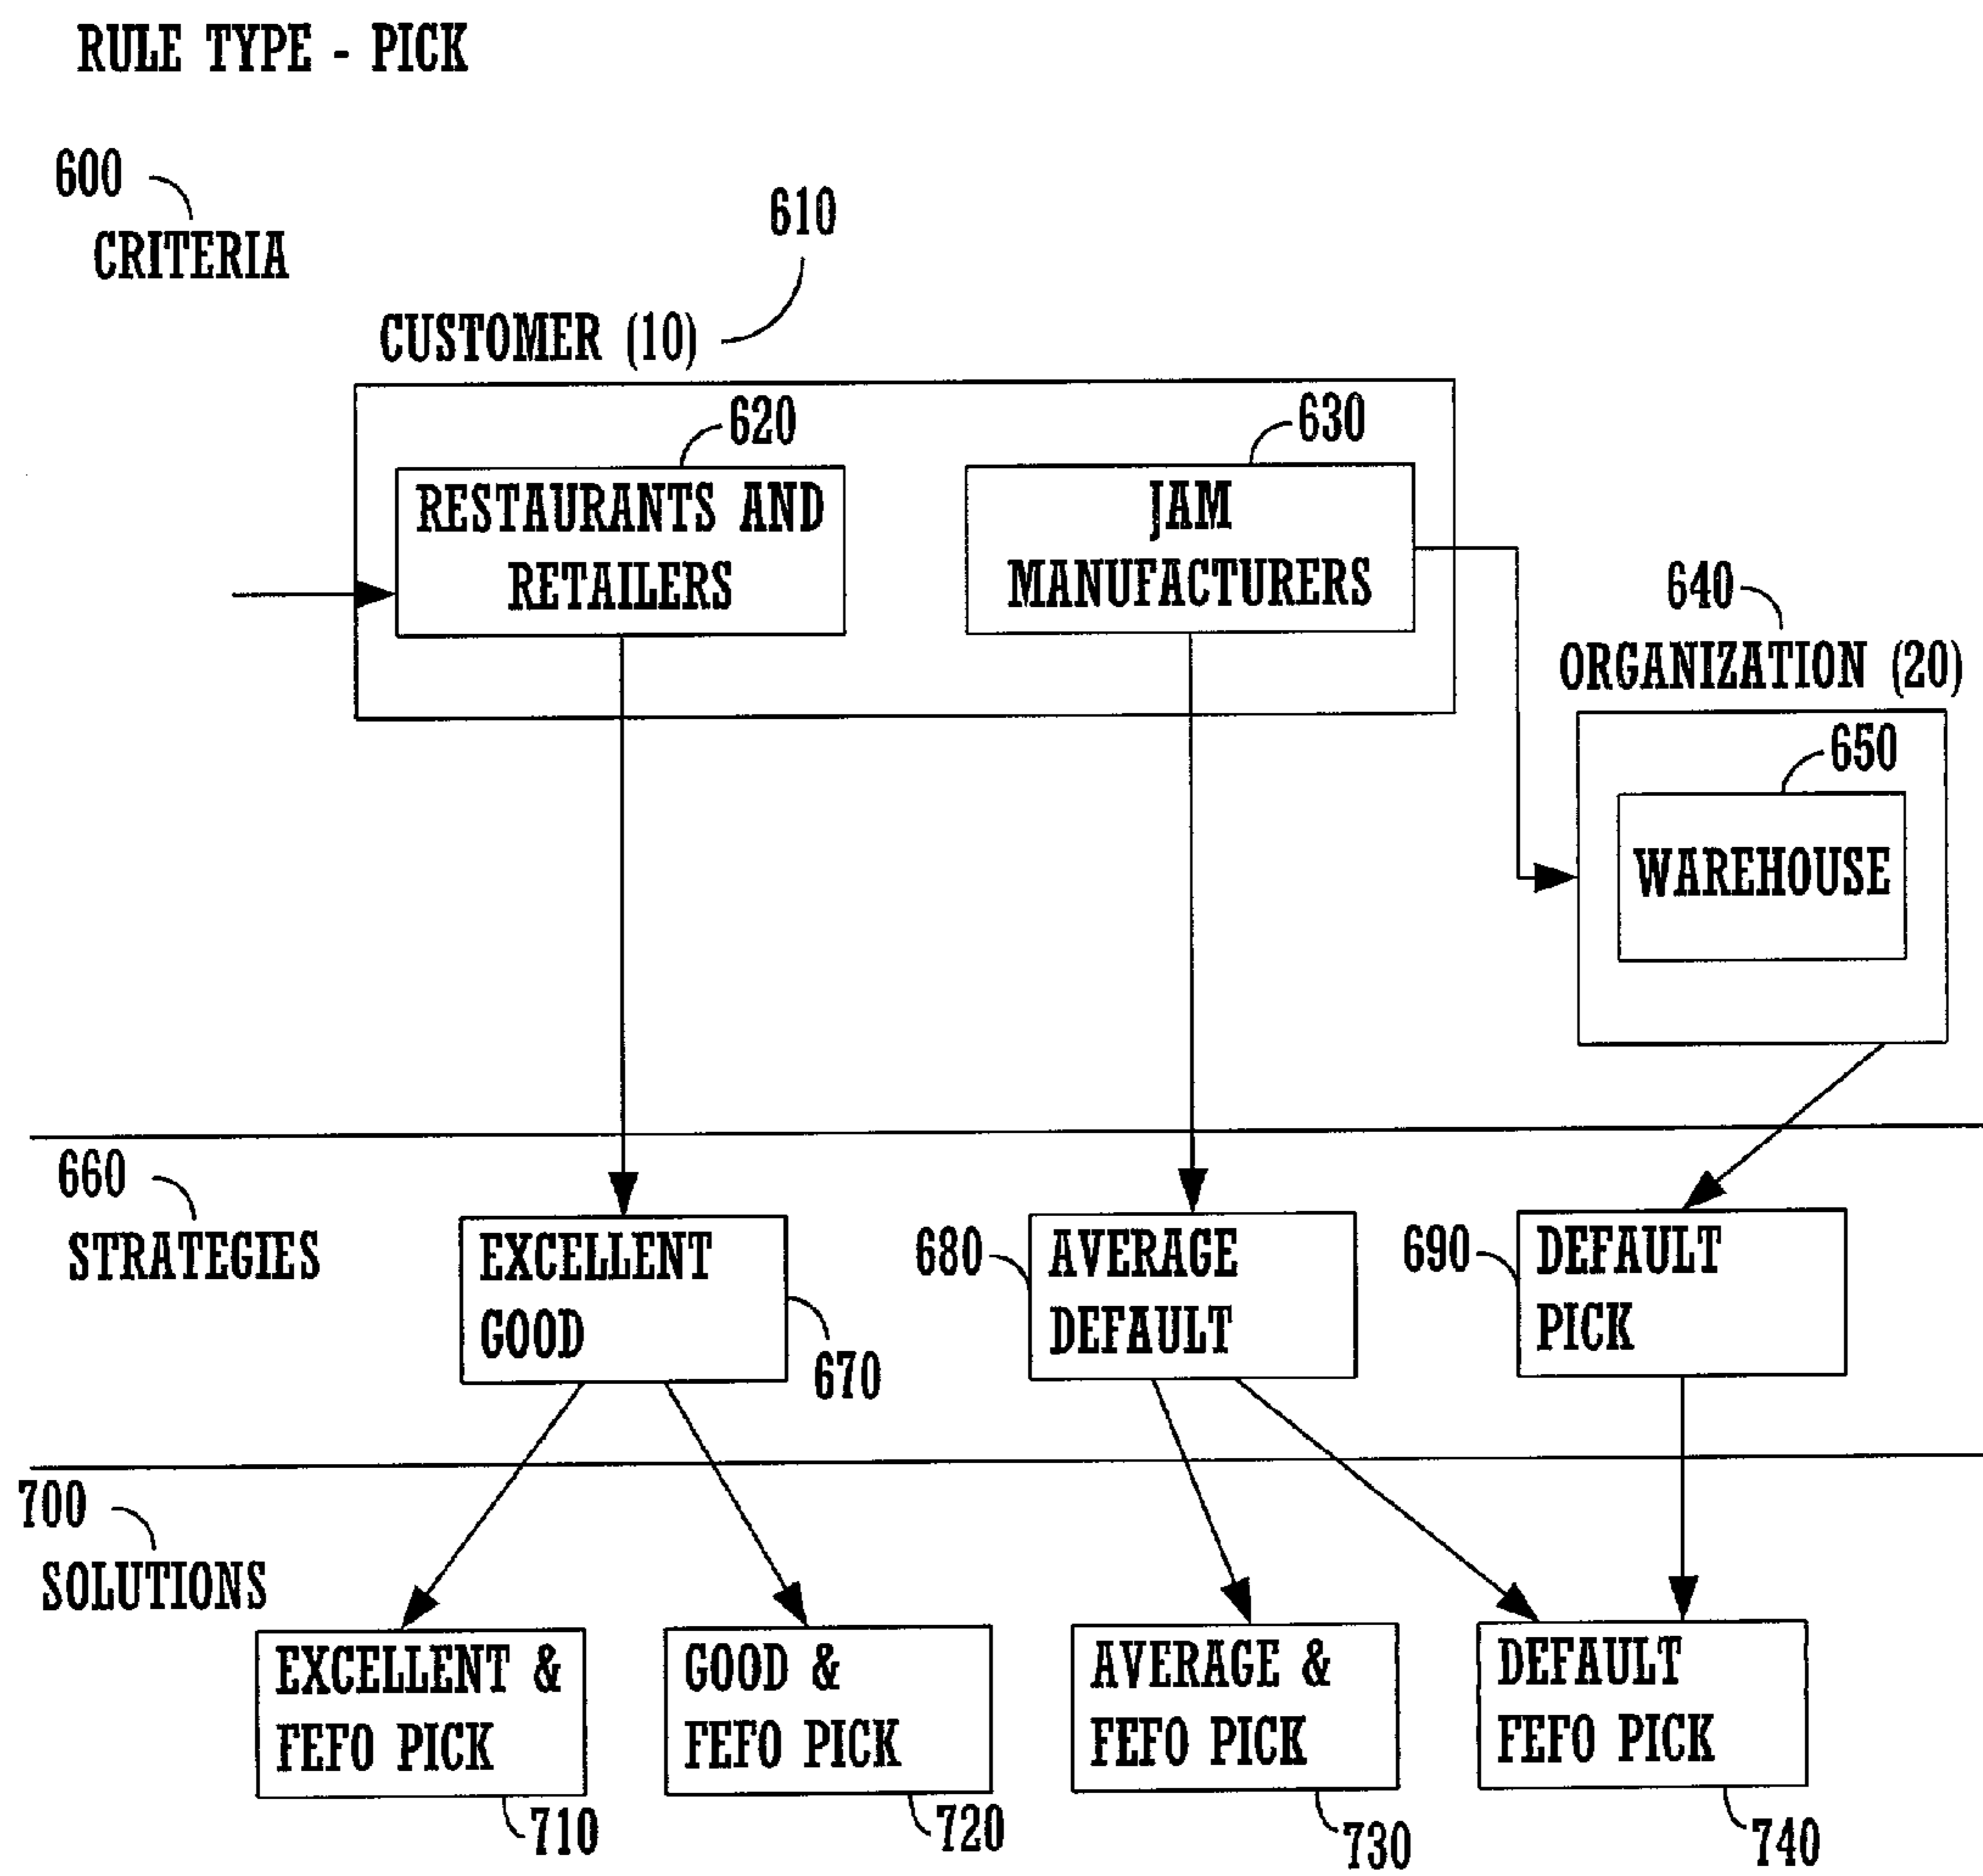 RULE TYPE - PICK
600
CRITERIA
610
CUSTOMER (10)
620
RESTAURANTS AND
RETAILERS
630
JAM
MANUFACTURERS
640
ORGANIZATION (20)
650
WAREHOUSE
660
STRATEGIES
EXCELLENT
GOOD
670
680
AVERAGE
DEFAULT
690
DEFAULT
PICK
700
SOLUTIONS
EXCELLENT &
FEFO PICK
710
GOOD &
FEFO PICK
720
AVERAGE &
FEFO PICK
730
DEFAULT
FEFO PICK
740